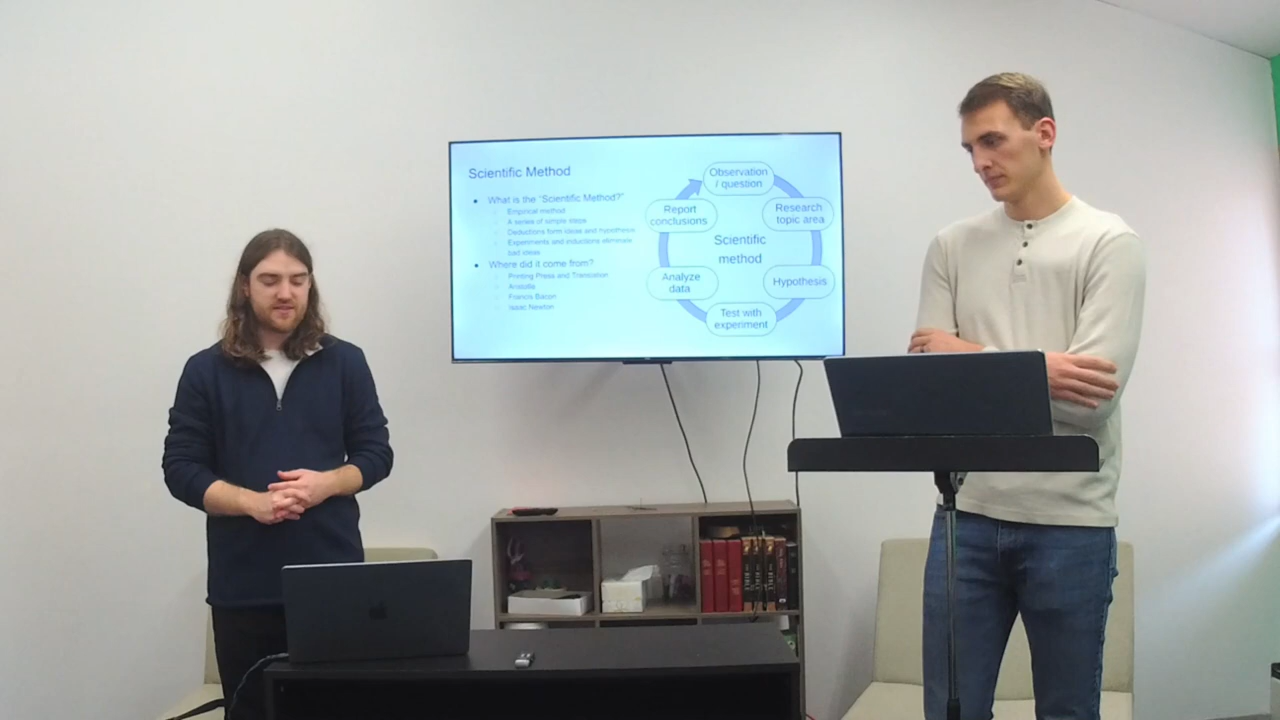 Scientific Method
• What is the "Scientific Method?"
Empirical method
A series of simple steps
Deductions form ideas and hypothesis
Experiments and inductions eliminate
bad ideas
• Where did it come from?
Printing Press and Translation
Aristotle
Francis Bacon
Isaac Newton
Observation
/ question
Research
topic area
Hypothesis
Test with
experiment
Analyze
data
Report
conclusions
Scientific
method